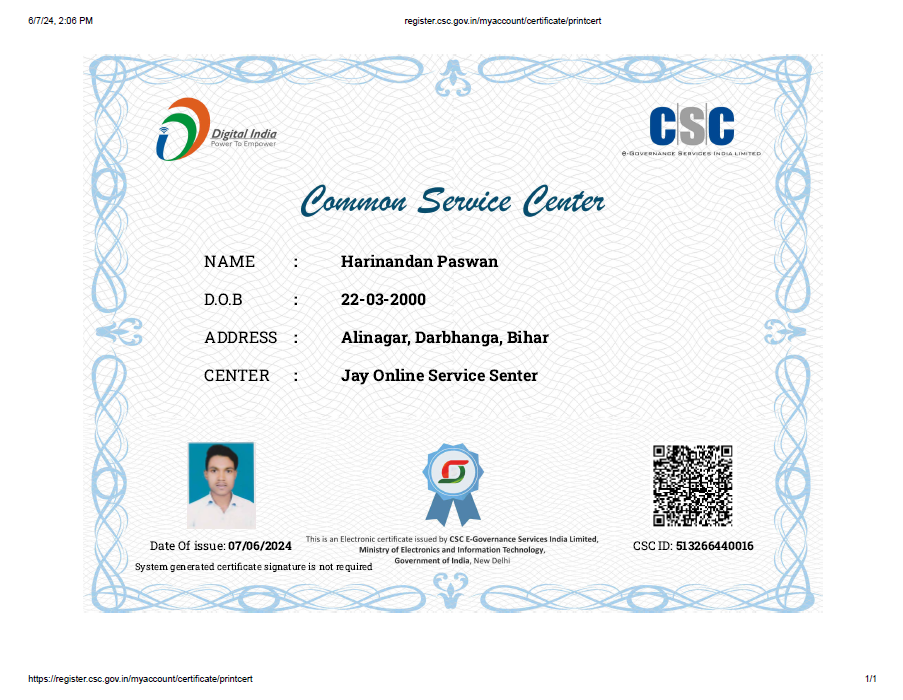 6/7/24, 2:06 PM register.csc.gov.in/myaccount/certificate/printcert
Digital India
Power To Empower
CSC
e-Governance Services India Limited
Common Service Center
NAME : Harinandan Paswan
D.O.B : 22-03-2000
ADDRESS : Alinagar, Darbhanga, Bihar
CENTER : Jay Online Service Senter
Date Of issue: 07/06/2024
System generated certificate signature is not required
This is an Electronic certificate issued by CSC E-Governance Services India Limited,
Ministry of Electronics and Information Technology,
Government of India, New Delhi
CSC ID: 513266440016
https://register.csc.gov.in/myaccount/certificate/printcert 1/1